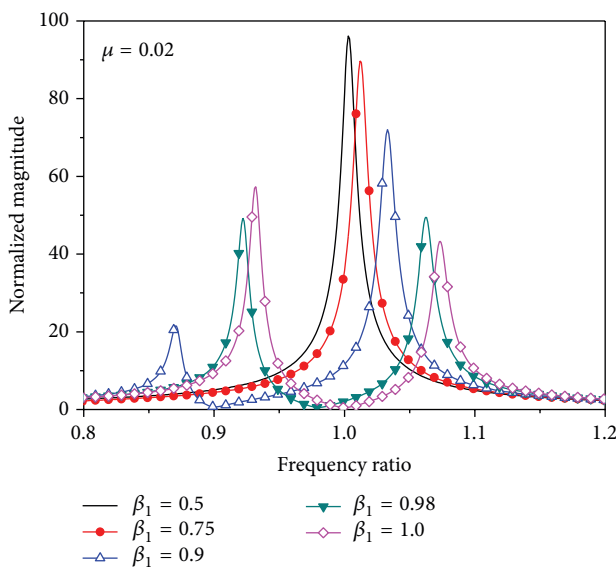 100
μ = 0.02
80
60
40
20
0
Normalized magnitude
0.8 0.9 1.0 1.1 1.2
Frequency ratio
β₁ = 0.5 β₁ = 0.98
β₁ = 0.75 β₁ = 1.0
β₁ = 0.9